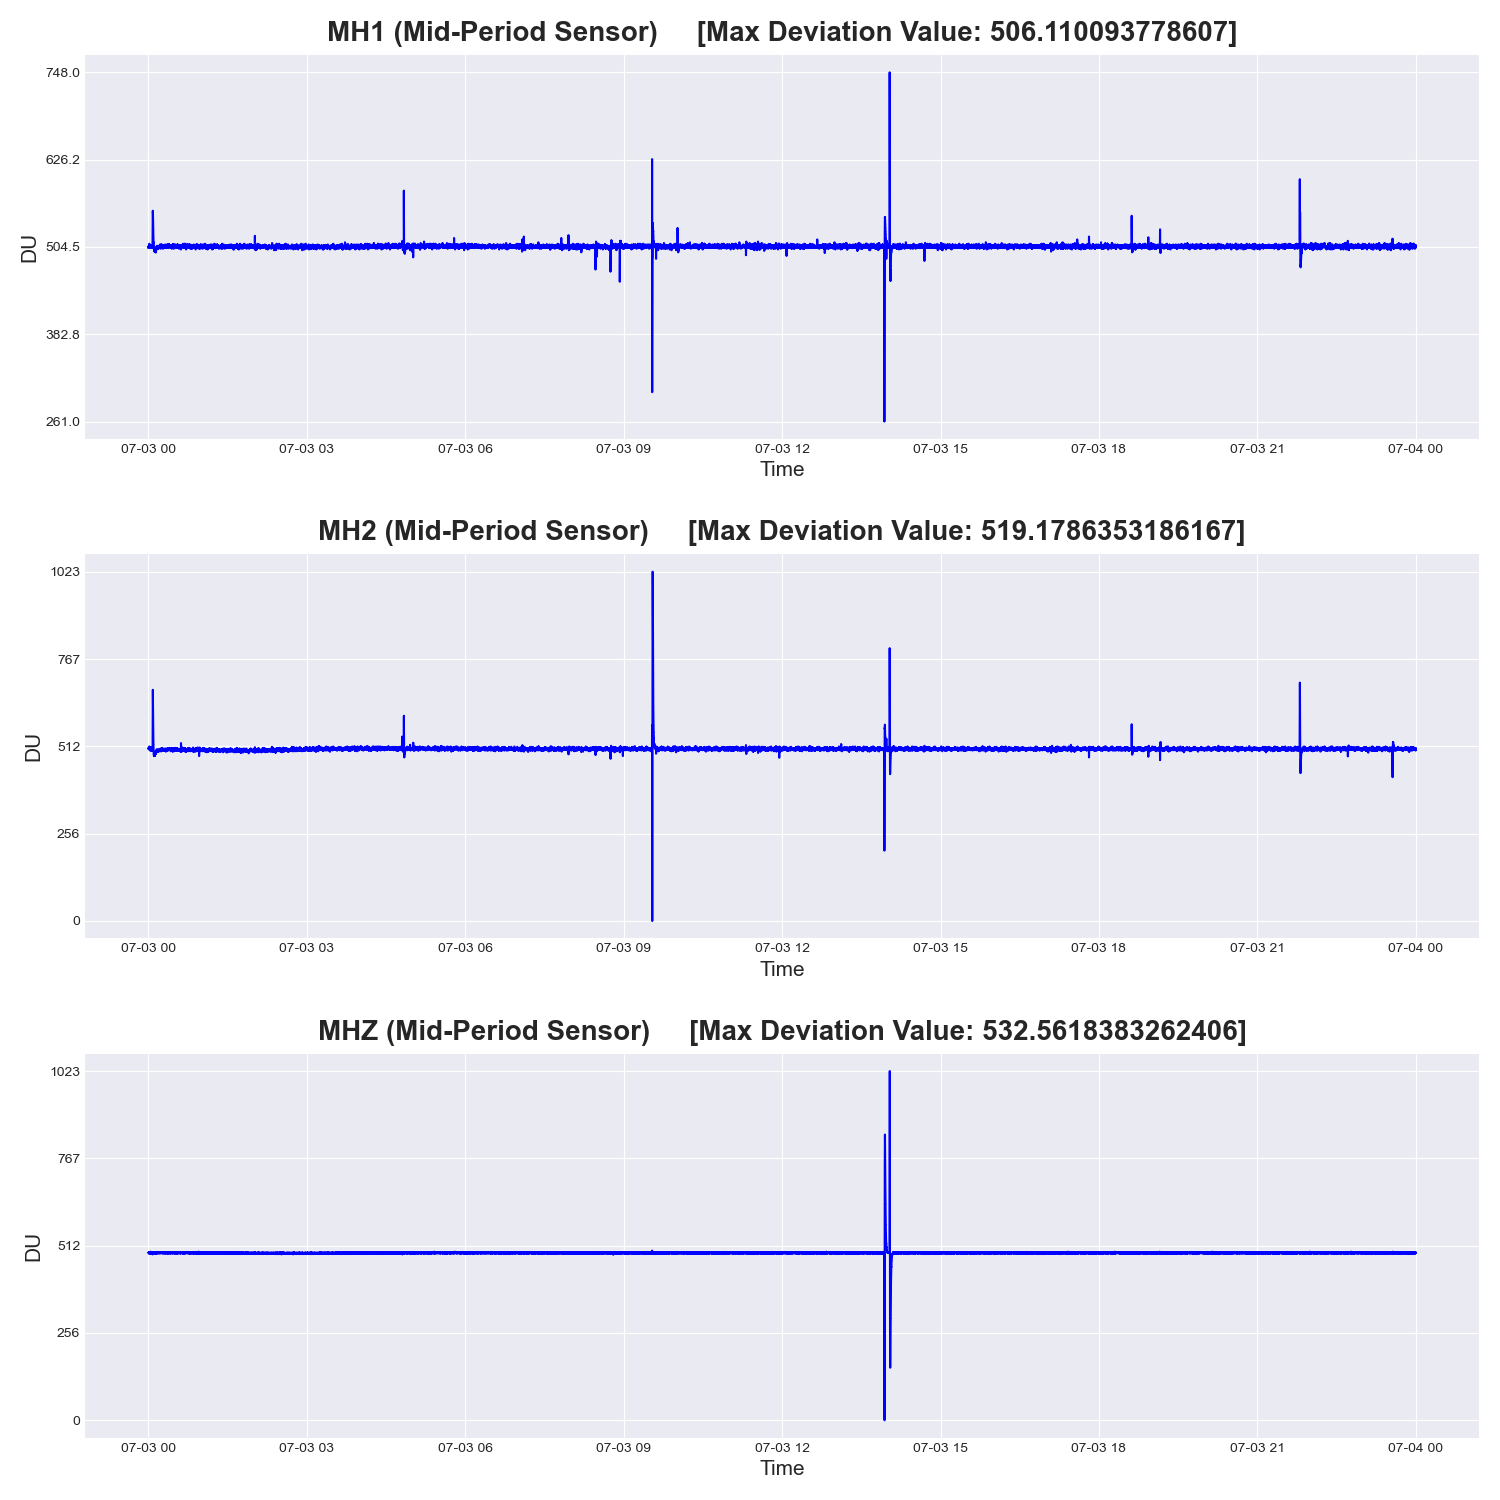 MH1 (Mid-Period Sensor) [Max Deviation Value: 506.110093778607]
748.0
626.2
504.5
382.8
261.0
DU
07-03 00 07-03 03 07-03 06 07-03 09 07-03 12 07-03 15 07-03 18 07-03 21 07-04 00
Time
MH2 (Mid-Period Sensor) [Max Deviation Value: 519.1786353186167]
1023
767
512
256
0
DU
07-03 00 07-03 03 07-03 06 07-03 09 07-03 12 07-03 15 07-03 18 07-03 21 07-04 00
Time
MHZ (Mid-Period Sensor) [Max Deviation Value: 532.5618383262406]
1023
767
512
256
0
DU
07-03 00 07-03 03 07-03 06 07-03 09 07-03 12 07-03 15 07-03 18 07-03 21 07-04 00
Time